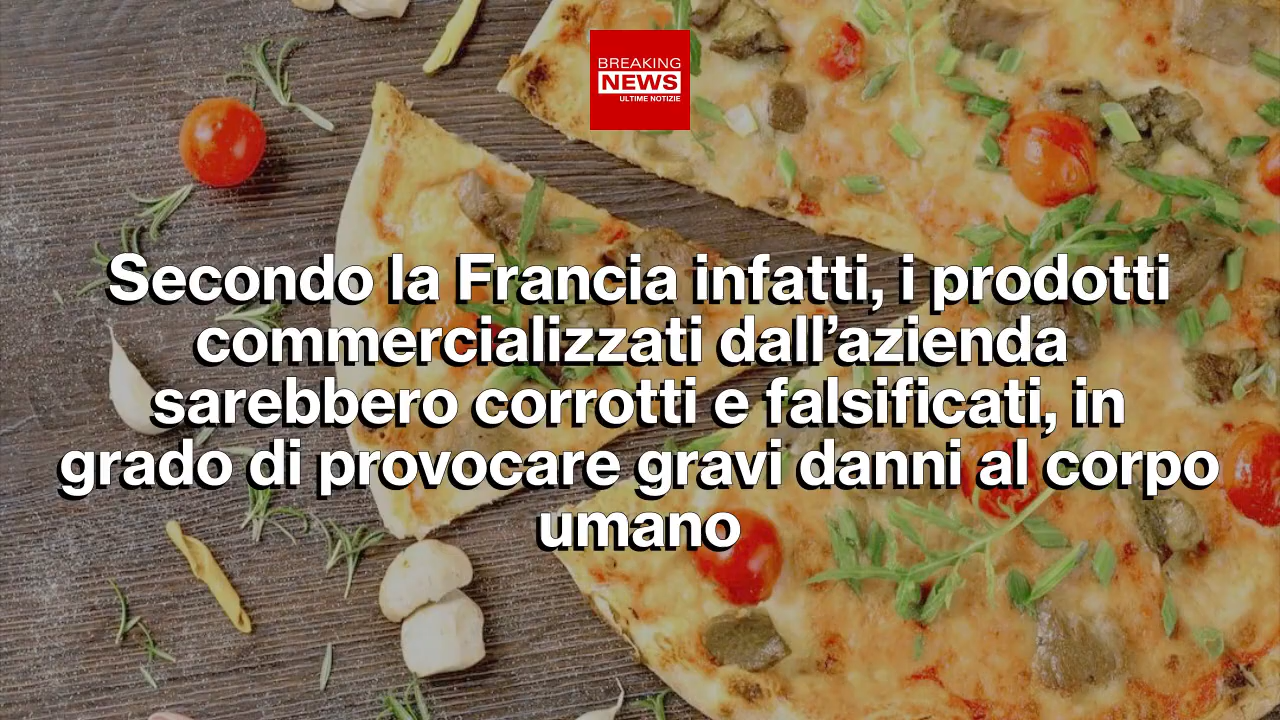 BREAKING
NEWS
ULTIME NOTIZIE
Secondo la Francia infatti, i prodotti
commercializzati dall’azienda
sarebbero corrotti e falsificati, in
grado di provocare gravi danni al corpo
umano